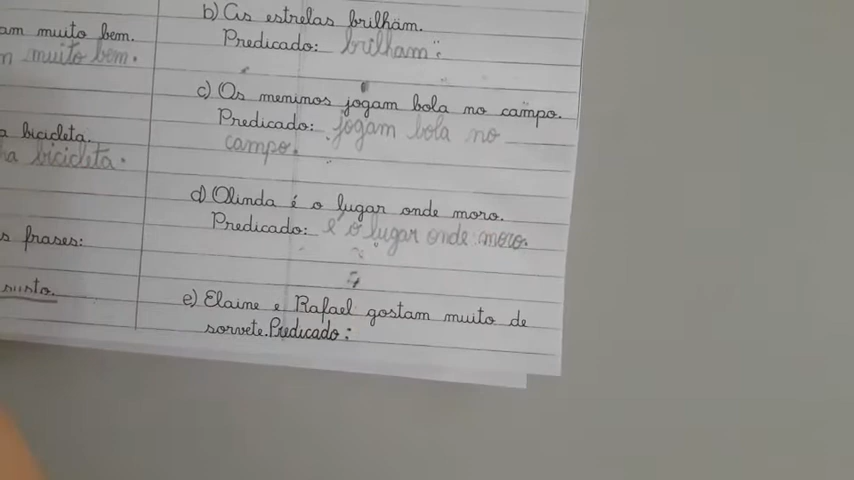 am muito bem.
muito bem.
a bicicleta.
ha bicicleta.
s frases:
susto.
b) As estrelas brilham.
Predicado: brilham.
c) Os meninos jogam bola no campo.
Predicado: jogam bola no
campo.
d) Olinda é o lugar onde moro.
Predicado: é o lugar onde moro.
e) Elaine e Rafael gostam muito de
sorvete. Predicado: